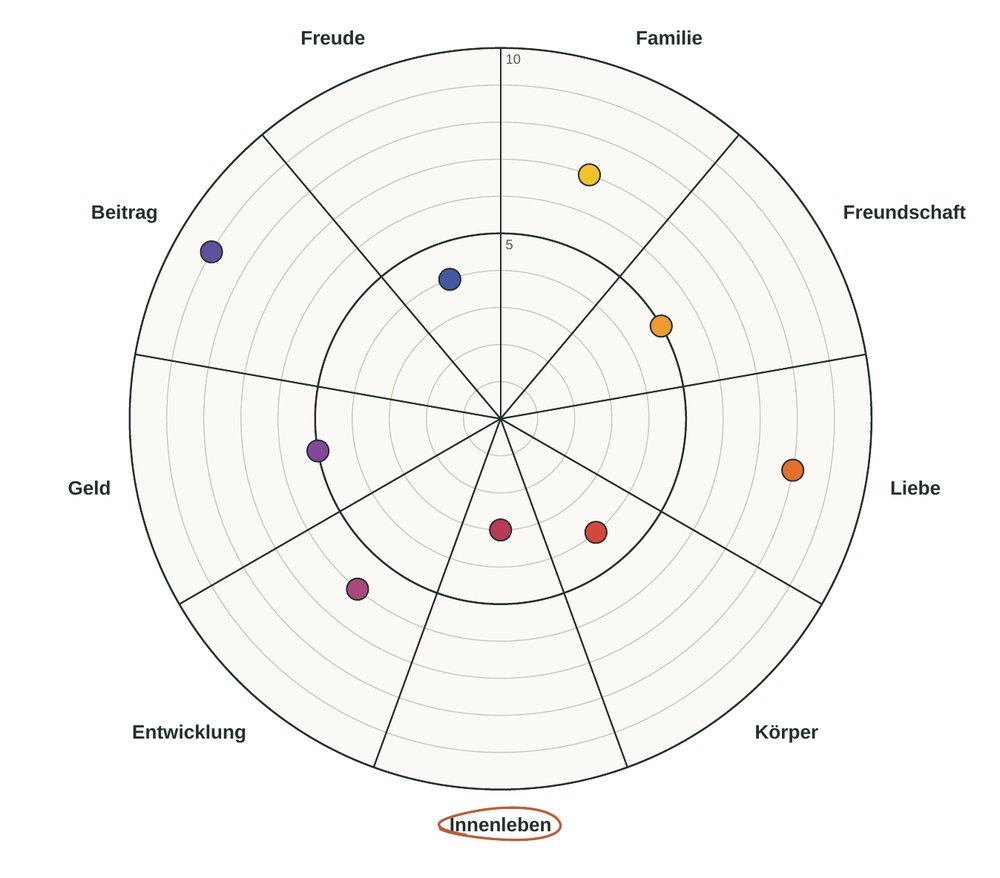 Freude
Familie
10
Beitrag
Freundschaft
5
Geld
Liebe
Entwicklung
Körper
Innenleben